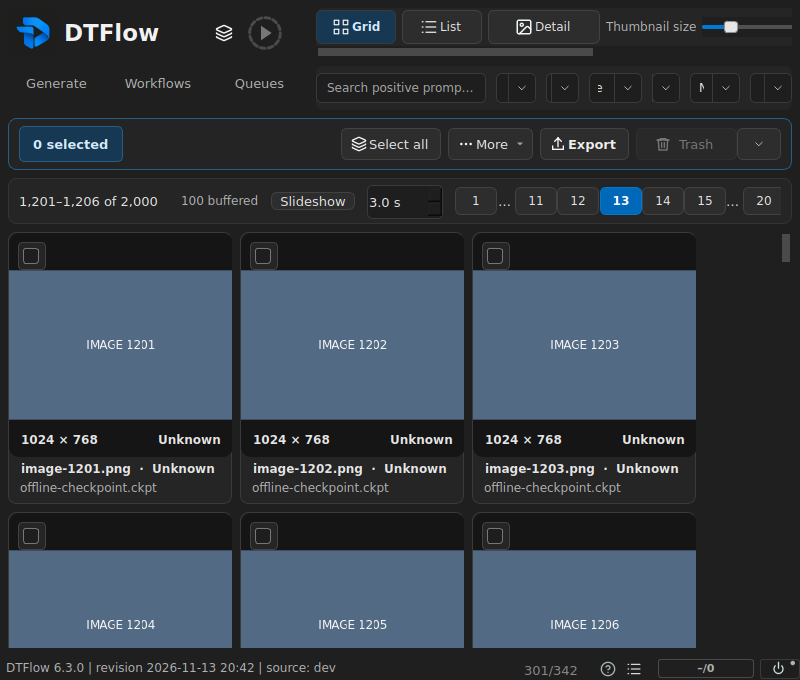 DTFlow
Grid List Detail Thumbnail size
Generate Workflows Queues
Search positive promp...
0 selected Select all More Export Trash
1,201–1,206 of 2,000 100 buffered Slideshow 3.0 s 1 ... 11 12 13 14 15 ... 20
IMAGE 1201 IMAGE 1202 IMAGE 1203
1024 × 768 Unknown 1024 × 768 Unknown 1024 × 768 Unknown
image-1201.png · Unknown image-1202.png · Unknown image-1203.png · Unknown
offline-checkpoint.ckpt offline-checkpoint.ckpt offline-checkpoint.ckpt
IMAGE 1204 IMAGE 1205 IMAGE 1206
DTFlow 6.3.0 | revision 2026-11-13 20:42 | source: dev 301/342 –/0